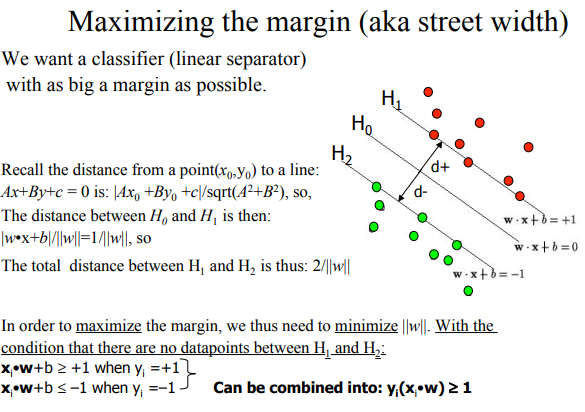 Maximizing the margin (aka street width)
We want a classifier (linear separator)
with as big a margin as possible.
H₁
H₀
H₂
d+
d-
Recall the distance from a point(x₀,y₀) to a line:
Ax+By+c = 0 is: |Ax₀ +By₀ +c|/sqrt(A²+B²), so,
The distance between H₀ and H₁ is then:
|w•x+b|/||w||=1/||w||, so
The total distance between H₁ and H₂ is thus: 2/||w||
w · x + b = +1
w · x + b = 0
w · x + b = −1
In order to maximize the margin, we thus need to minimize ||w||. With the
condition that there are no datapoints between H₁ and H₂:
xᵢ•w+b ≥ +1 when yᵢ =+1
xᵢ•w+b ≤ −1 when yᵢ =−1
Can be combined into: yᵢ(xᵢ•w) ≥ 1